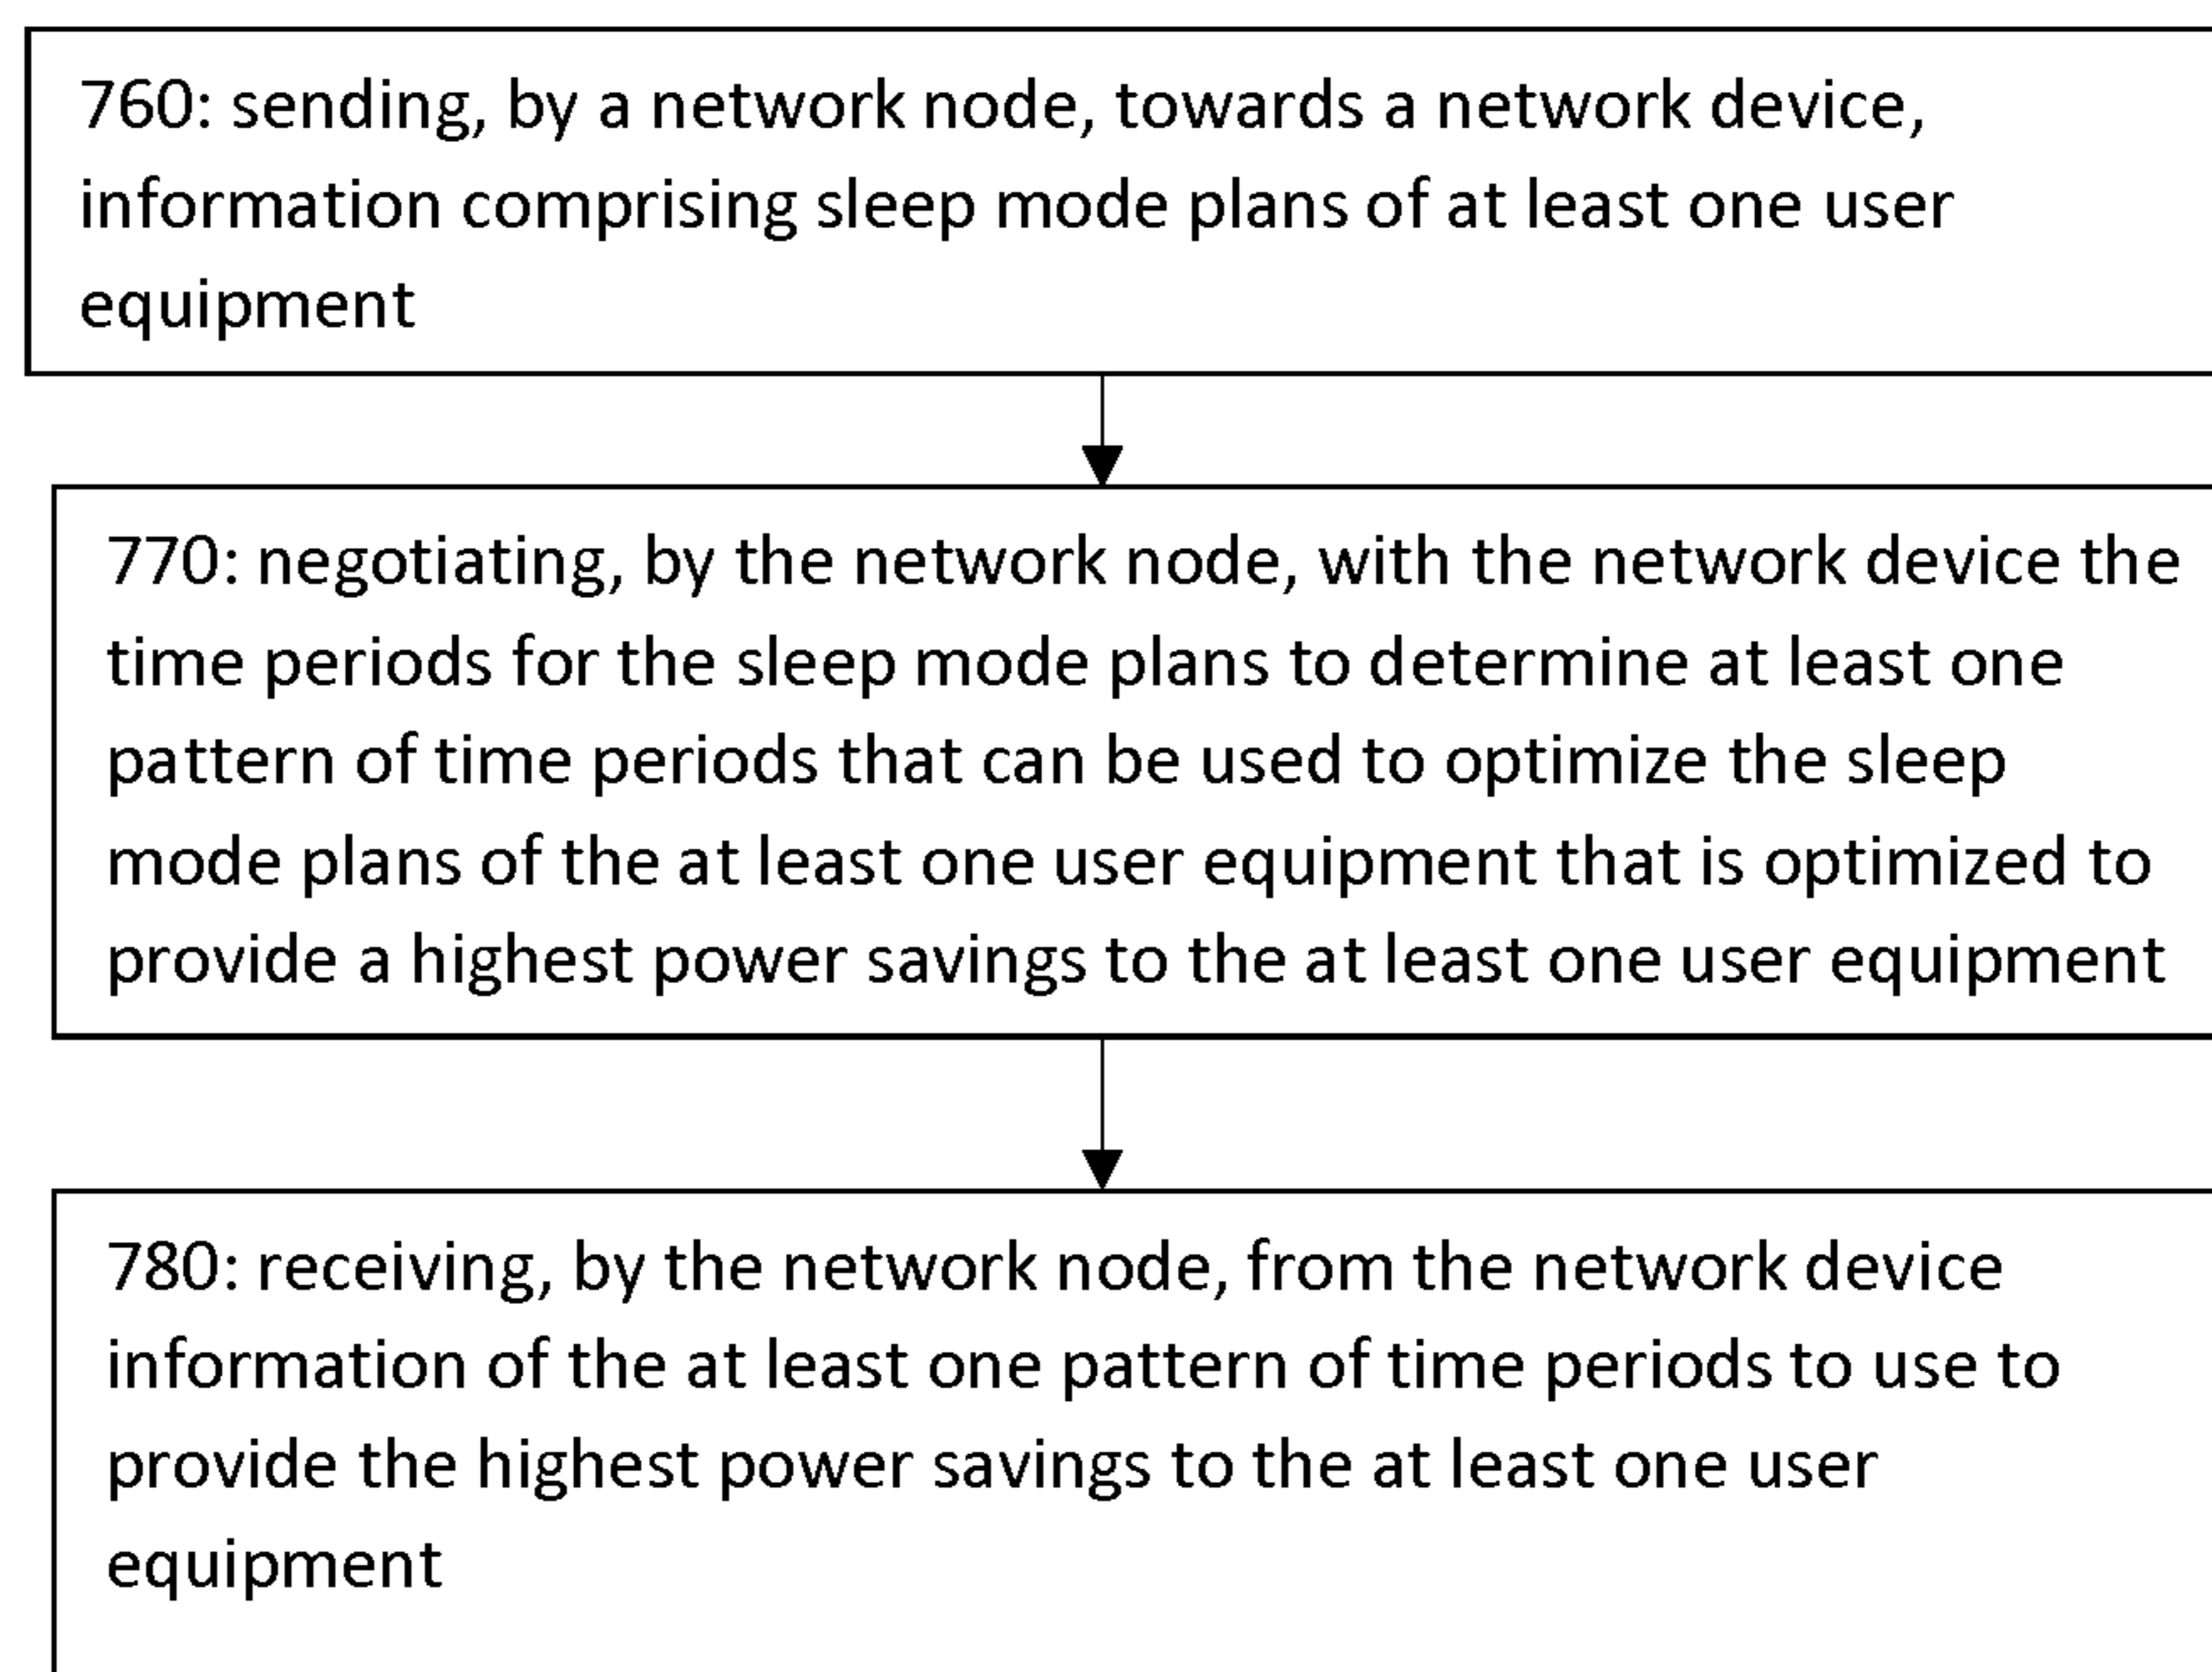 760: sending, by a network node, towards a network device,
information comprising sleep mode plans of at least one user
equipment
770: negotiating, by the network node, with the network device the
time periods for the sleep mode plans to determine at least one
pattern of time periods that can be used to optimize the sleep
mode plans of the at least one user equipment that is optimized to
provide a highest power savings to the at least one user equipment
780: receiving, by the network node, from the network device
information of the at least one pattern of time periods to use to
provide the highest power savings to the at least one user
equipment